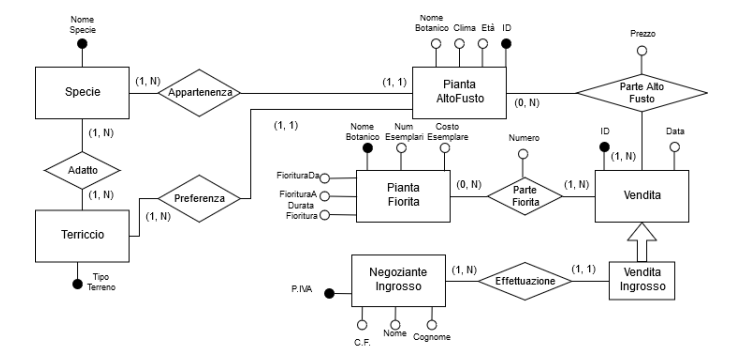 Nome
Specie
Nome
Botanico
Clima
Età
ID
Prezzo
Specie
(1, N)
Appartenenza
(1, 1)
Pianta
AltoFusto
(0, N)
Parte Alto
Fusto
(1, N)
(1, 1)
Nome
Botanico
Num
Esemplari
Costo
Esemplare
Numero
ID
Data
(1, N)
Adatto
FiorituraDa
FiorituraA
Durata
Fioritura
Pianta
Fiorita
(0, N)
Parte
Fiorita
(1, N)
Vendita
(1, N)
Preferenza
(1, N)
Terriccio
Tipo
Terreno
Negoziante
Ingrosso
(1, N)
Effettuazione
(1, 1)
Vendita
Ingrosso
P.IVA
C.F.
Nome
Cognome